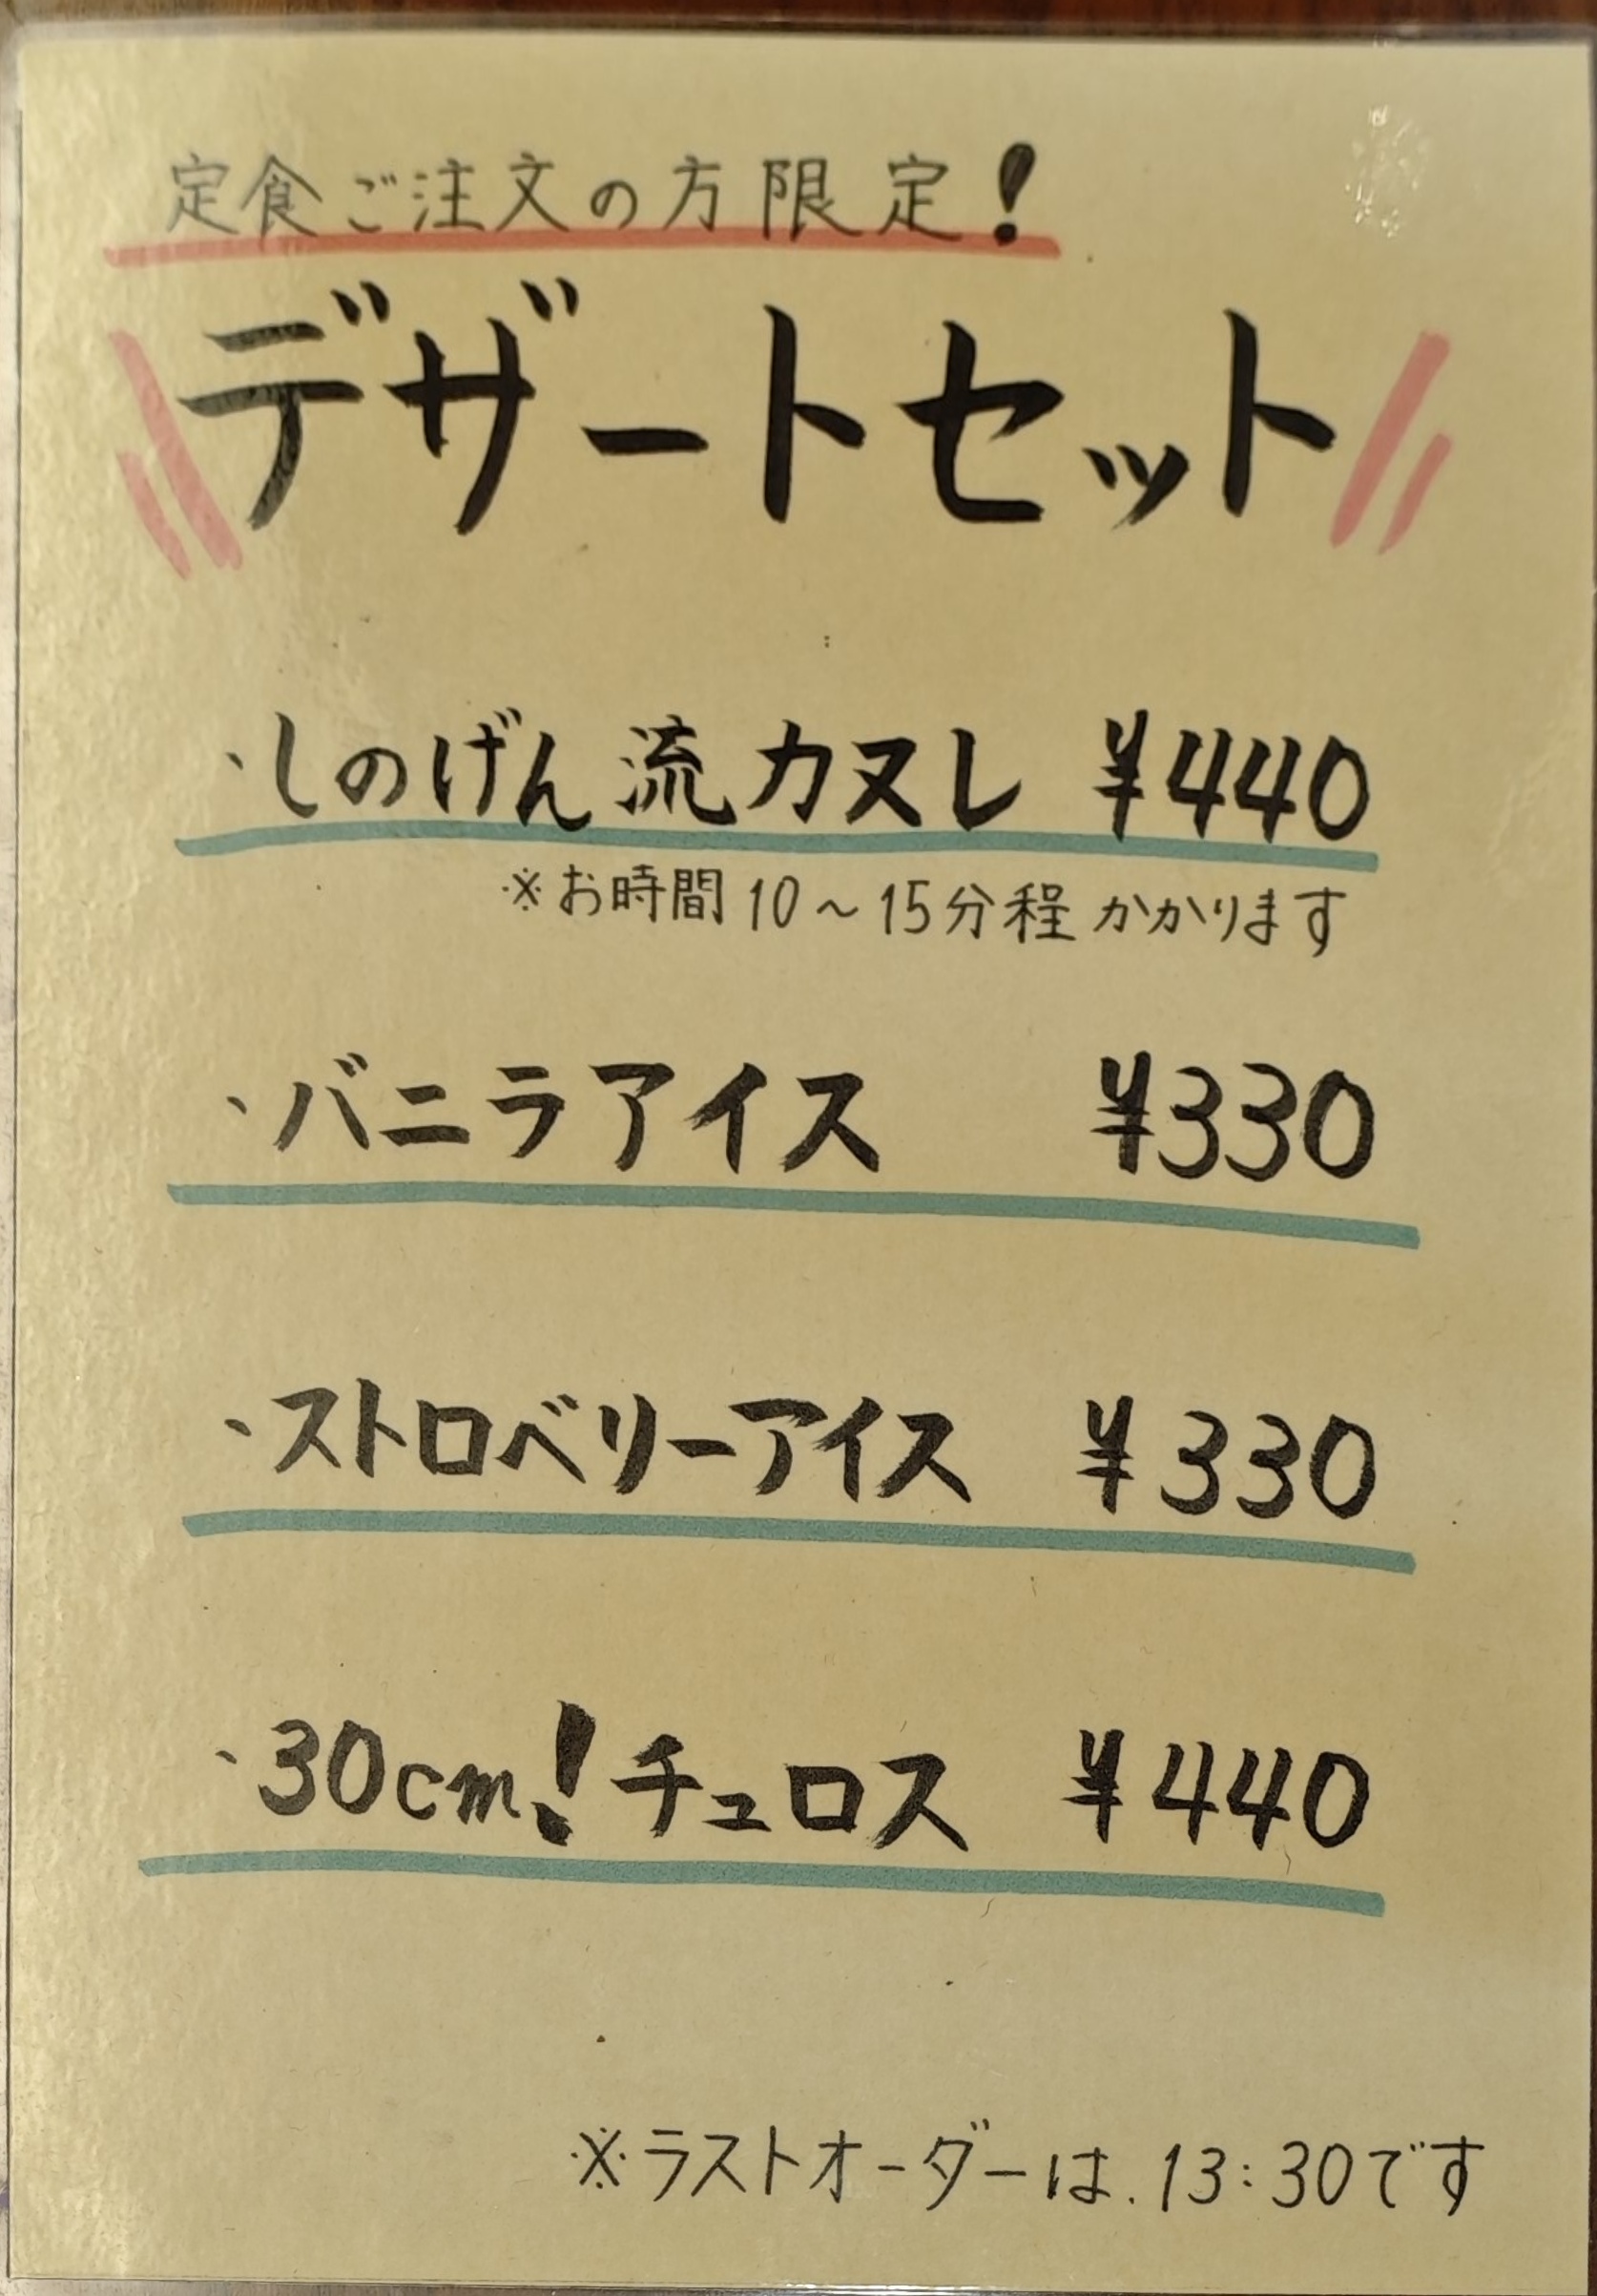 定食ご注文の方限定!
デザートセット
・しのげん流カヌレ ¥440
※お時間10～15分程かかります
・バニラアイス ¥330
・ストロベリーアイス ¥330
・30cm!チュロス ¥440
※ラストオーダーは、13:30です